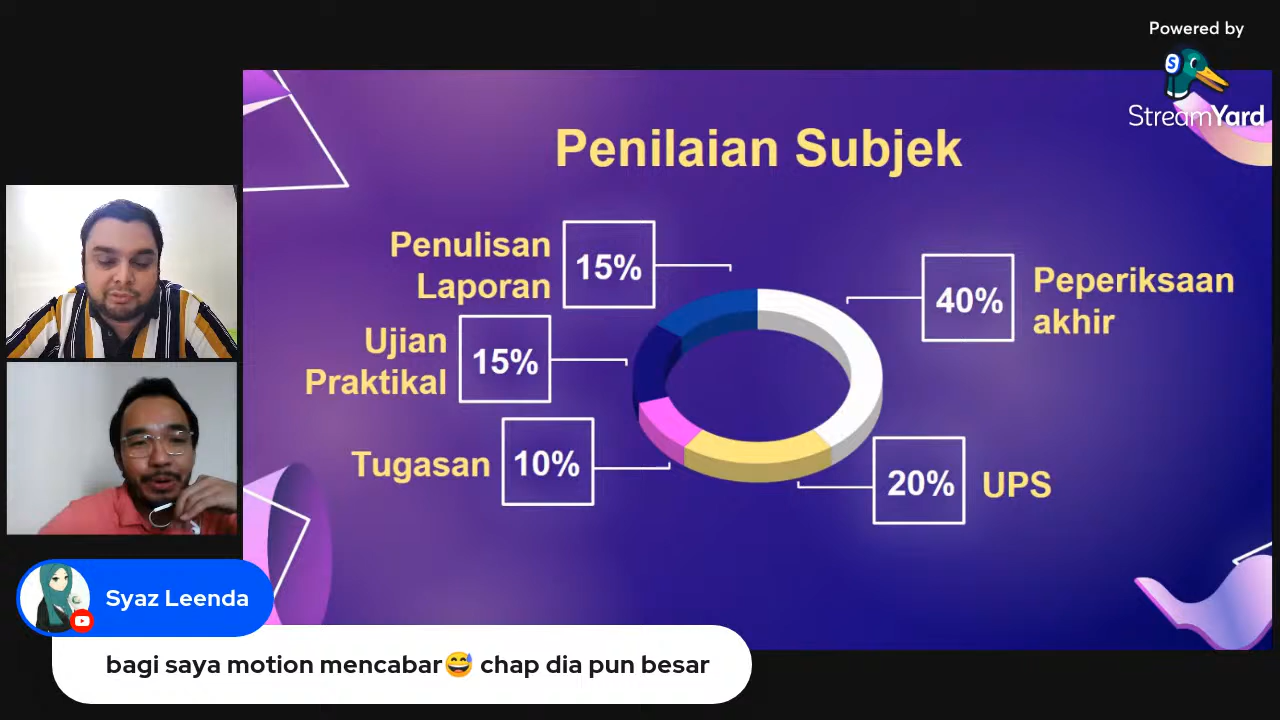 Powered by
StreamYard
Penilaian Subjek
Penulisan
Laporan
15%
Ujian
Praktikal
15%
Tugasan
10%
40%
Peperiksaan
akhir
20%
UPS
Syaz Leenda
bagi saya motion mencabar😅 chap dia pun besar